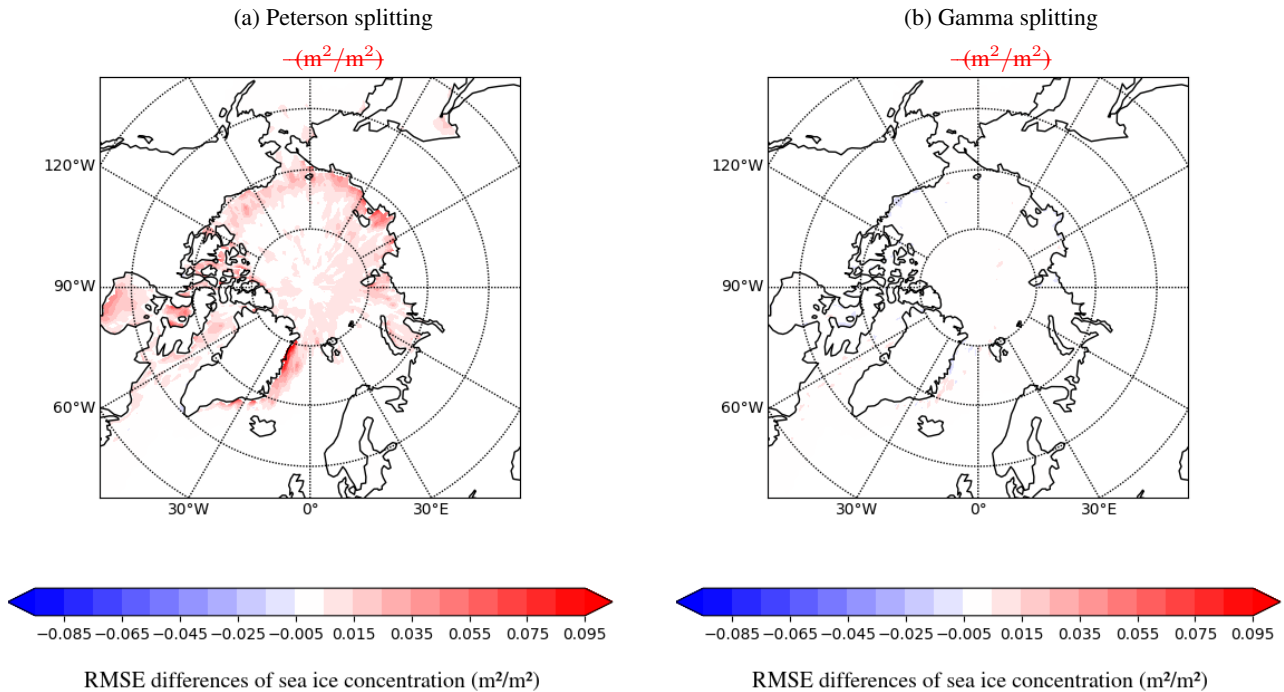 (a) Peterson splitting
(b) Gamma splitting
(m²/m²)
(m²/m²)
120°W
90°W
60°W
30°W 0° 30°E
120°W
90°W
60°W
30°W 0° 30°E
−0.085 −0.065 −0.045 −0.025 −0.005 0.015 0.035 0.055 0.075 0.095
−0.085 −0.065 −0.045 −0.025 −0.005 0.015 0.035 0.055 0.075 0.095
RMSE differences of sea ice concentration (m²/m²)
RMSE differences of sea ice concentration (m²/m²)